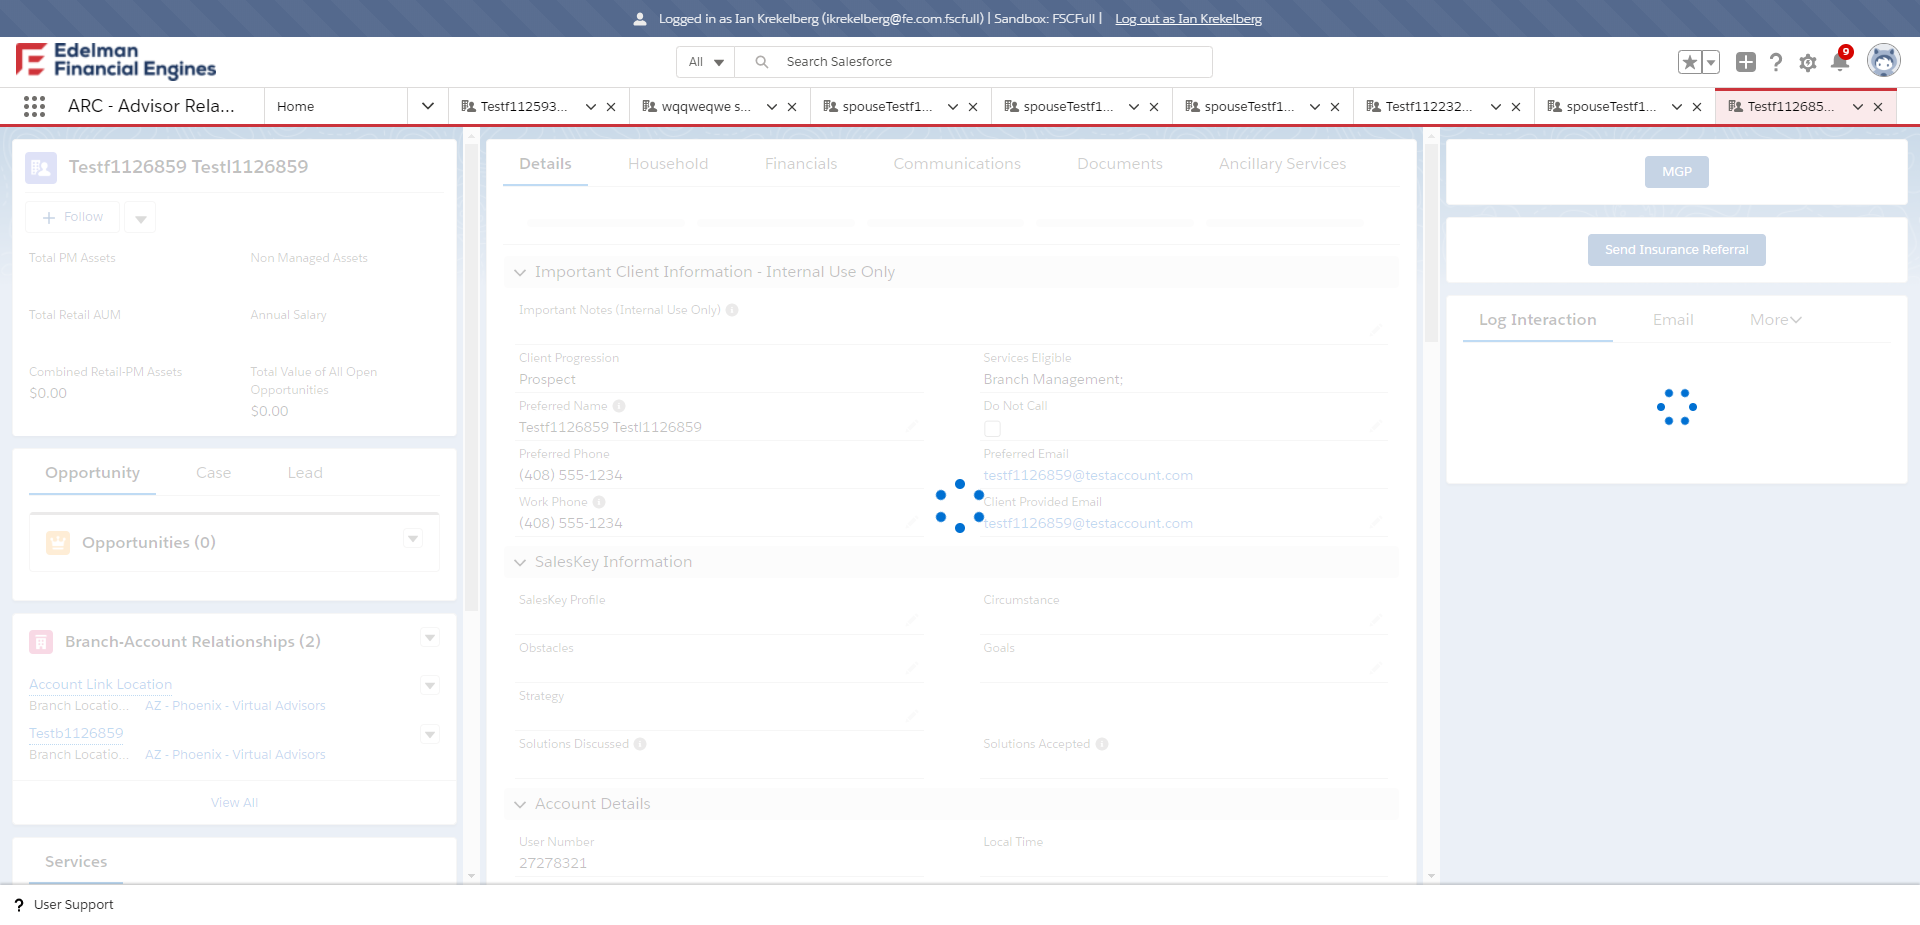 Logged in as Ian Krekelberg (ikrekelberg@fe.com.fscfull) | Sandbox: FSCFull | Log out as Ian Krekelberg
Edelman
Financial Engines
All
Search Salesforce
9
ARC - Advisor Rela...
Home
Testf112593...
wqqweqwe s...
spouseTestf1...
spouseTestf1...
spouseTestf1...
Testf112232...
spouseTestf1...
Testf112685...
Testf1126859 Testl1126859
Follow
Total PM Assets
Non Managed Assets
Total Retail AUM
Annual Salary
Combined Retail-PM Assets
$0.00
Total Value of All Open
Opportunities
$0.00
Opportunity
Case
Lead
Opportunities (0)
Branch-Account Relationships (2)
Account Link Location
Branch Locatio... AZ - Phoenix - Virtual Advisors
Testb1126859
Branch Locatio... AZ - Phoenix - Virtual Advisors
View All
Services
Details
Household
Financials
Communications
Documents
Ancillary Services
Important Client Information - Internal Use Only
Important Notes (Internal Use Only)
Client Progression
Prospect
Services Eligible
Branch Management;
Preferred Name
Testf1126859 Testl1126859
Do Not Call
Preferred Phone
(408) 555-1234
Preferred Email
testf1126859@testaccount.com
Work Phone
(408) 555-1234
Client Provided Email
testf1126859@testaccount.com
SalesKey Information
SalesKey Profile
Circumstance
Obstacles
Goals
Strategy
Solutions Discussed
Solutions Accepted
Account Details
User Number
27278321
Local Time
MGP
Send Insurance Referral
Log Interaction
Email
More
? User Support